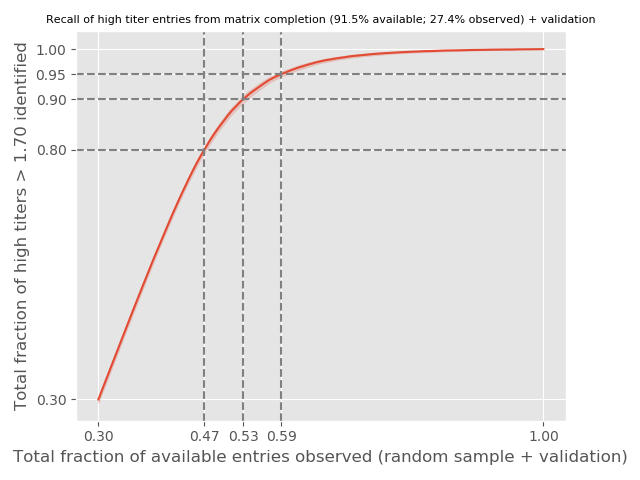 Recall of high titer entries from matrix completion (91.5% available; 27.4% observed) + validation
Total fraction of high titers > 1.70 identified
1.00
0.95
0.90
0.80
0.30
0.30 0.47 0.53 0.59 1.00
Total fraction of available entries observed (random sample + validation)